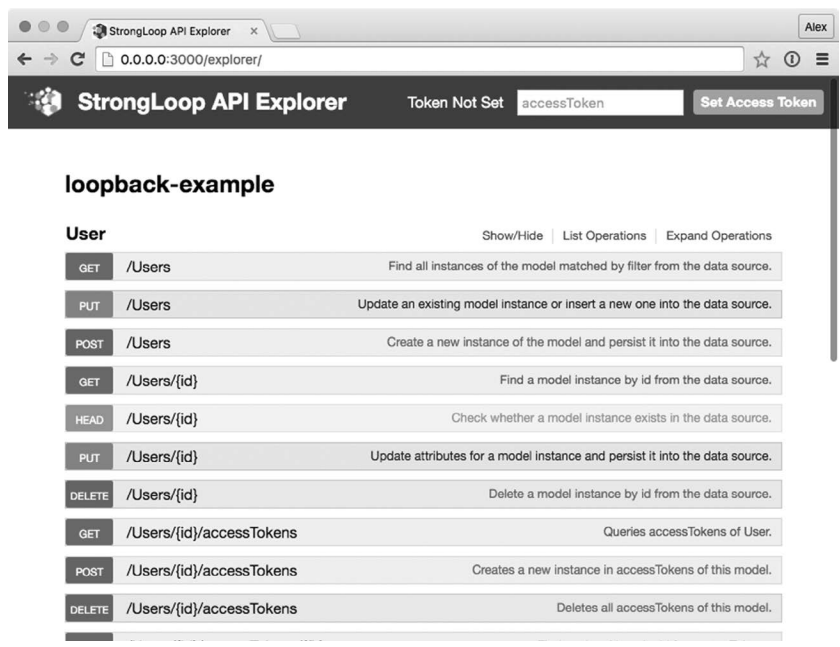 StrongLoop API Explorer
Alex
0.0.0.0:3000/explorer/
StrongLoop API Explorer Token Not Set accessToken Set Access Token
loopback-example
User Show/Hide List Operations Expand Operations
GET /Users Find all instances of the model matched by filter from the data source.
PUT /Users Update an existing model instance or insert a new one into the data source.
POST /Users Create a new instance of the model and persist it into the data source.
GET /Users/{id} Find a model instance by id from the data source.
HEAD /Users/{id} Check whether a model instance exists in the data source.
PUT /Users/{id} Update attributes for a model instance and persist it into the data source.
DELETE /Users/{id} Delete a model instance by id from the data source.
GET /Users/{id}/accessTokens Queries accessTokens of User.
POST /Users/{id}/accessTokens Creates a new instance in accessTokens of this model.
DELETE /Users/{id}/accessTokens Deletes all accessTokens of this model.